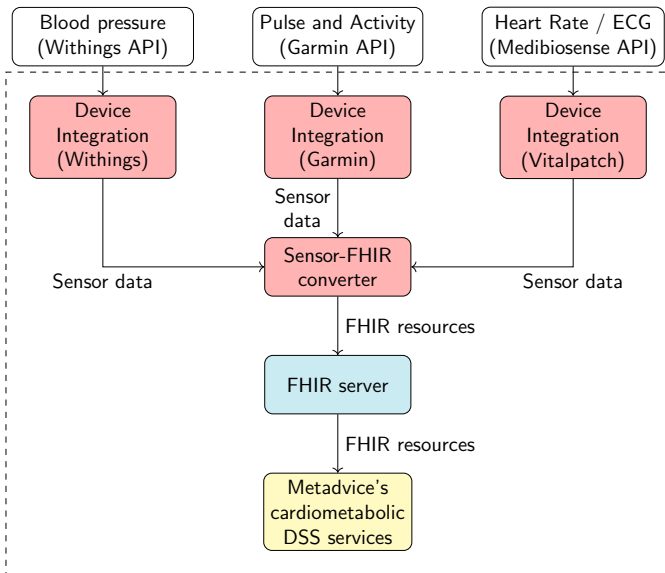 Blood pressure
(Withings API)
Pulse and Activity
(Garmin API)
Heart Rate / ECG
(Medibiosense API)
Device
Integration
(Withings)
Device
Integration
(Garmin)
Device
Integration
(Vitalpatch)
Sensor
data
Sensor data
Sensor-FHIR
converter
Sensor data
FHIR resources
FHIR server
FHIR resources
Metadvice's
cardiometabolic
DSS services